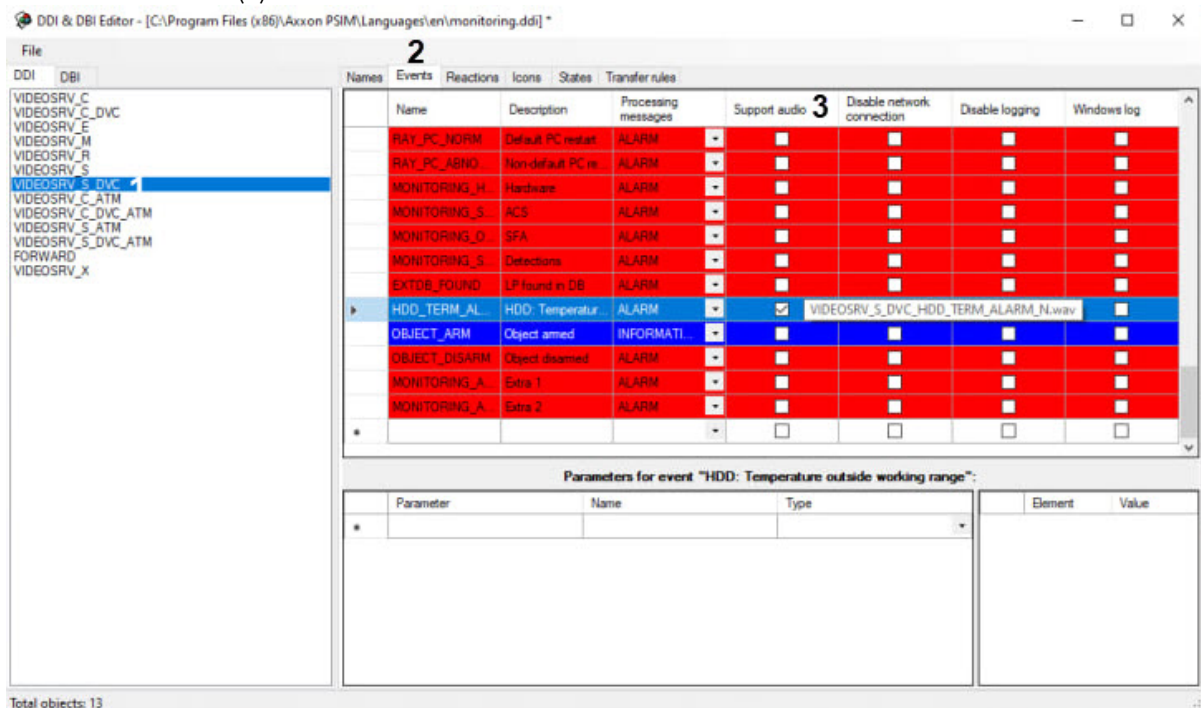 DDI & DBI Editor - [C:\Program Files (x86)\Axxon PSIM\Languages\en\monitoring.ddi] *
File
2
DDI DBI
Names Events Reactions Icons States Transfer rules
VIDEOSRV_C
VIDEOSRV_C_DVC
VIDEOSRV_E
VIDEOSRV_M
VIDEOSRV_R
VIDEOSRV_S
VIDEOSRV_S_DVC 1
VIDEOSRV_C_ATM
VIDEOSRV_C_DVC_ATM
VIDEOSRV_S_ATM
VIDEOSRV_S_DVC_ATM
FORWARD
VIDEOSRV_X
Name Description Processing messages Support audio 3 Disable network connection Disable logging Windows log
RAY_PC_NORM Default PC restart ALARM
RAY_PC_ABNO... Non-default PC re... ALARM
MONITORING_H... Hardware ALARM
MONITORING_S... ACS ALARM
MONITORING_O... SFA ALARM
MONITORING_S... Detections ALARM
EXTDB_FOUND LP found in DB ALARM
HDD_TERM_AL... HDD: Temperatur... ALARM VIDEOSRV_S_DVC_HDD_TERM_ALARM_N.wav
OBJECT_ARM Object armed INFORMATI...
OBJECT_DISARM Object disarmed ALARM
MONITORING_A... Extra 1 ALARM
MONITORING_A... Extra 2 ALARM
Parameters for event "HDD: Temperature outside working range":
Parameter Name Type Element Value
Total objects: 13